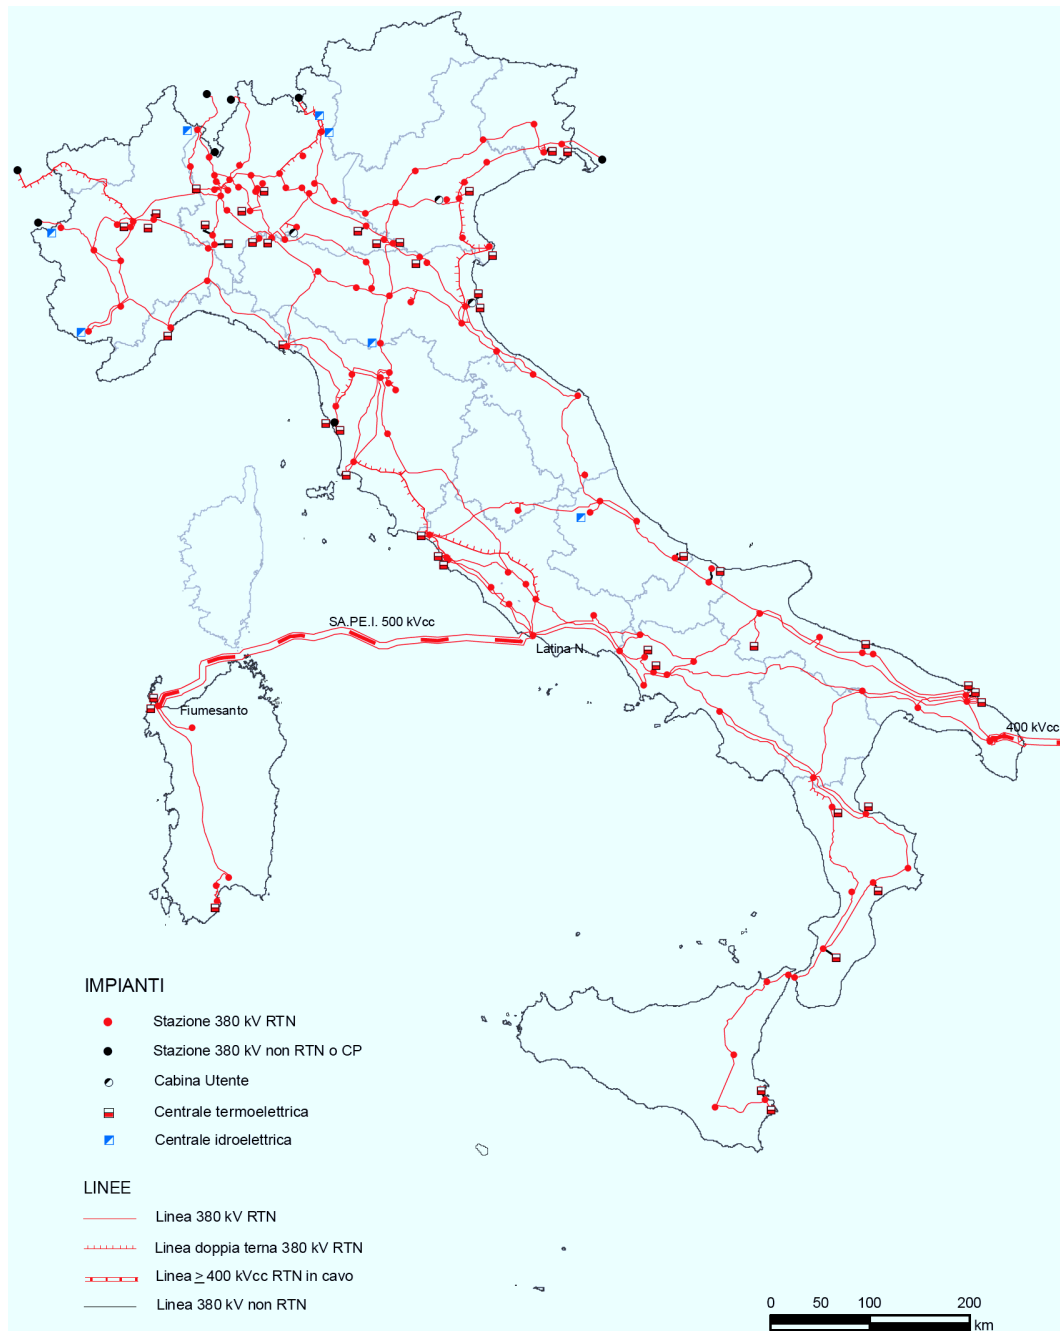 SA.PE.I. 500 kVcc
Latina N.
Fiumesanto
400 kVcc
IMPIANTI
Stazione 380 kV RTN
Stazione 380 kV non RTN o CP
Cabina Utente
Centrale termoelettrica
Centrale idroelettrica
LINEE
Linea 380 kV RTN
Linea doppia terna 380 kV RTN
Linea ≥ 400 kVcc RTN in cavo
Linea 380 kV non RTN
0 50 100 200
km